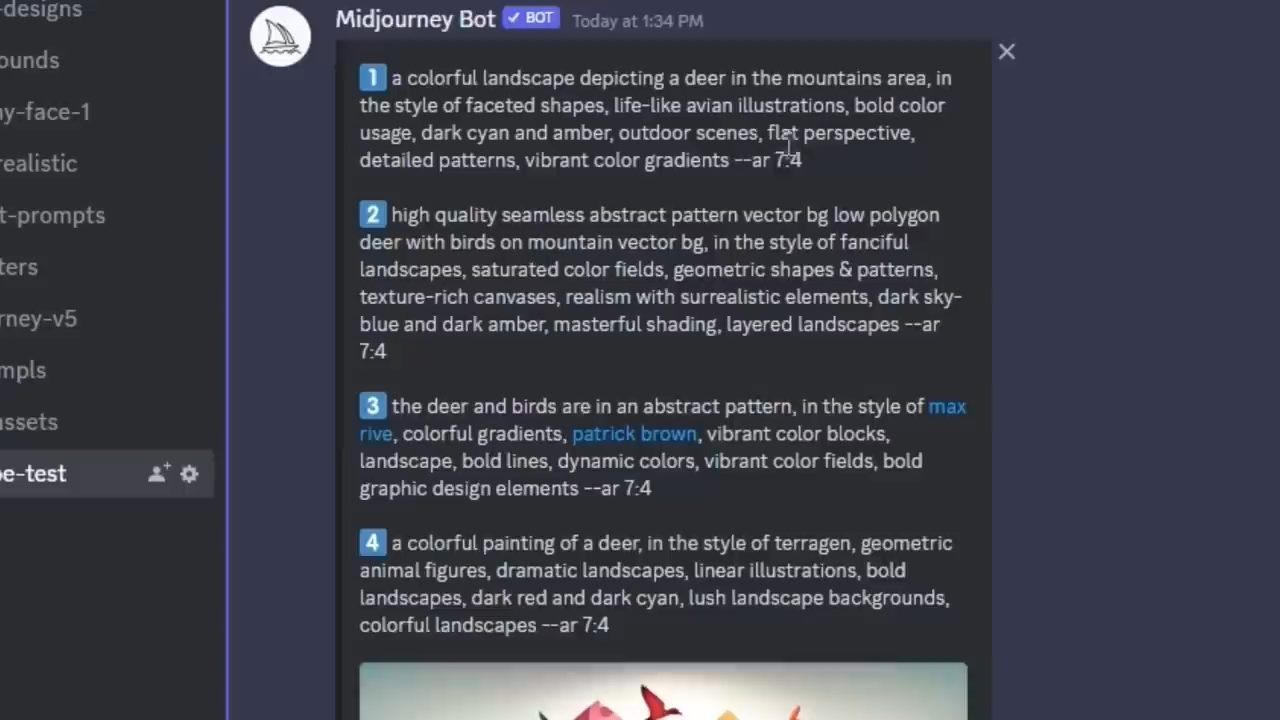 -designs
ounds
ny-face-1
realistic
t-prompts
ters
rney-v5
mpls
assets
be-test
Midjourney Bot ✓ BOT Today at 1:34 PM
1 a colorful landscape depicting a deer in the mountains area, in
the style of faceted shapes, life-like avian illustrations, bold color
usage, dark cyan and amber, outdoor scenes, flat perspective,
detailed patterns, vibrant color gradients --ar 7:4
2 high quality seamless abstract pattern vector bg low polygon
deer with birds on mountain vector bg, in the style of fanciful
landscapes, saturated color fields, geometric shapes & patterns,
texture-rich canvases, realism with surrealistic elements, dark sky-
blue and dark amber, masterful shading, layered landscapes --ar
7:4
3 the deer and birds are in an abstract pattern, in the style of max
rive, colorful gradients, patrick brown, vibrant color blocks,
landscape, bold lines, dynamic colors, vibrant color fields, bold
graphic design elements --ar 7:4
4 a colorful painting of a deer, in the style of terragen, geometric
animal figures, dramatic landscapes, linear illustrations, bold
landscapes, dark red and dark cyan, lush landscape backgrounds,
colorful landscapes --ar 7:4